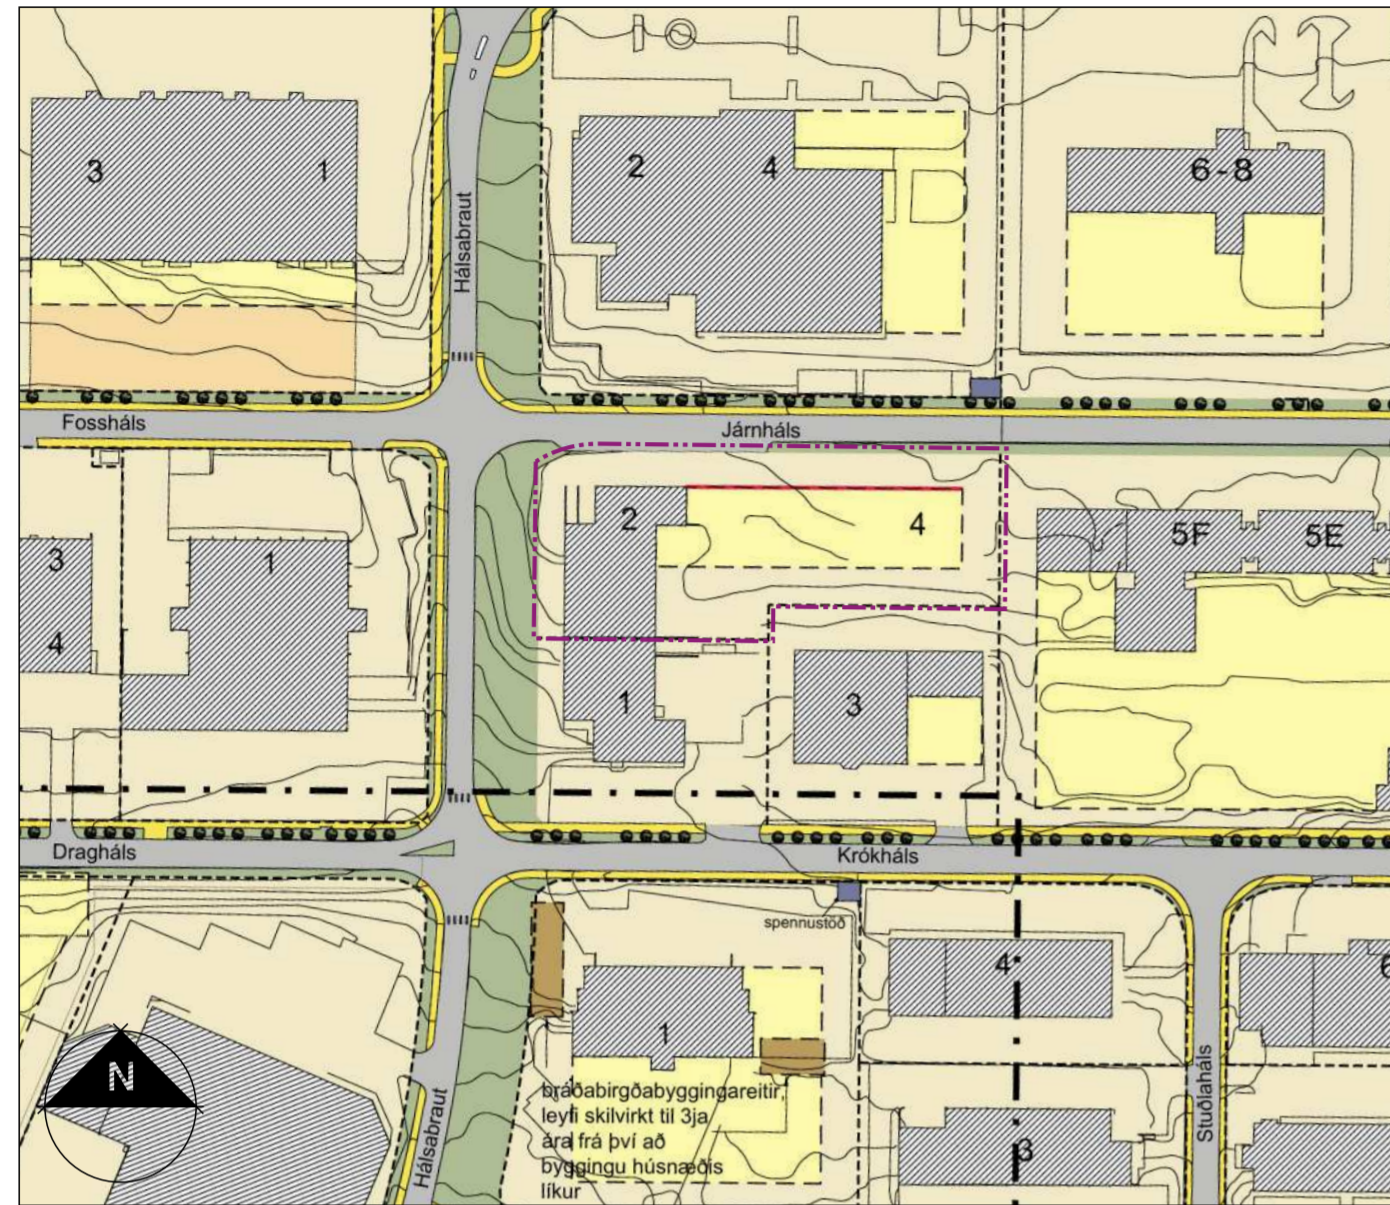 3
1
2
4
6-8
Hálsabraut
Fossháls
Járnháls
2
4
5F
5E
3
1
4
1
3
Dragháls
Krókháls
spennustöð
4
6
1
N
bráðabirgðabyggingareitir,
leyfi skilvirkt til 3ja
ára frá því að
byggingu húsnæðis
líkur
Hálsabraut
3
Stuðlaháls